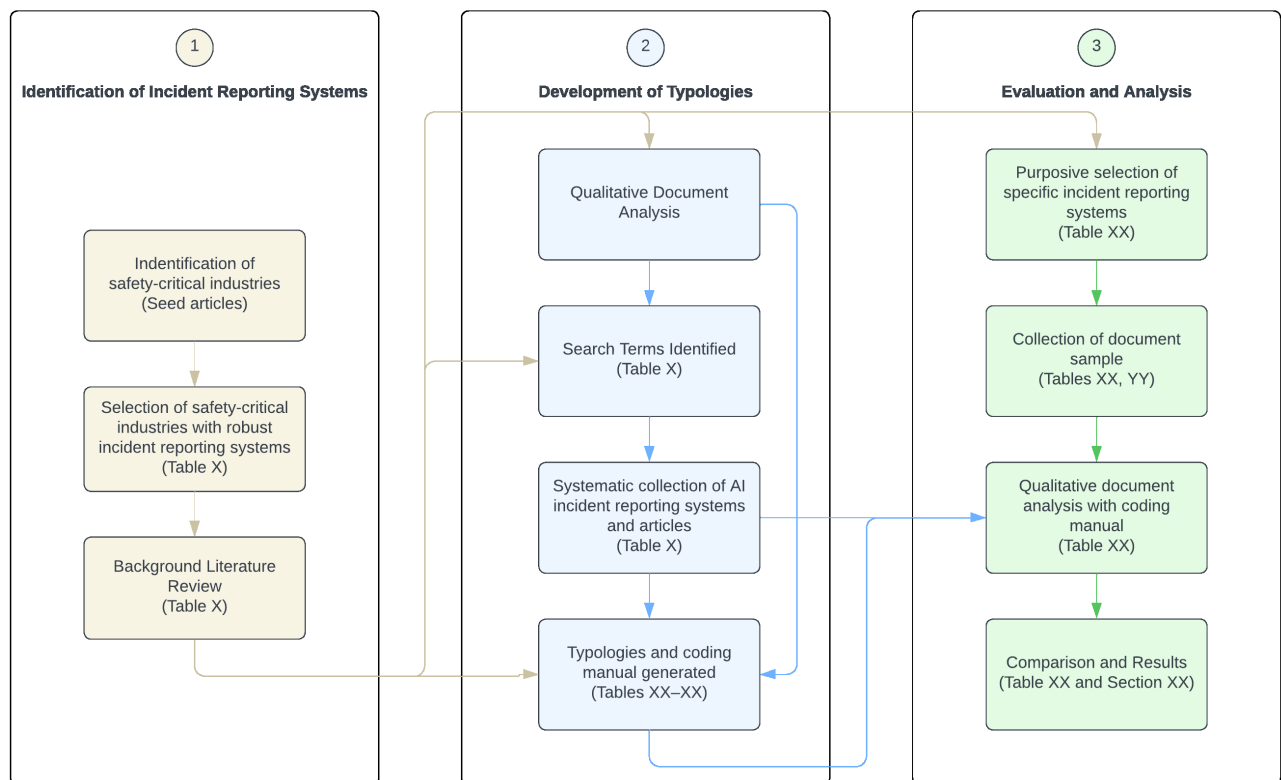 1
Identification of Incident Reporting Systems
Indentification of
safety-critical industries
(Seed articles)
Selection of safety-critical
industries with robust
incident reporting systems
(Table X)
Background Literature
Review
(Table X)
2
Development of Typologies
Qualitative Document
Analysis
Search Terms Identified
(Table X)
Systematic collection of AI
incident reporting systems
and articles
(Table X)
Typologies and coding
manual generated
(Tables XX–XX)
3
Evaluation and Analysis
Purposive selection of
specific incident reporting
systems
(Table XX)
Collection of document
sample
(Tables XX, YY)
Qualitative document
analysis with coding
manual
(Table XX)
Comparison and Results
(Table XX and Section XX)